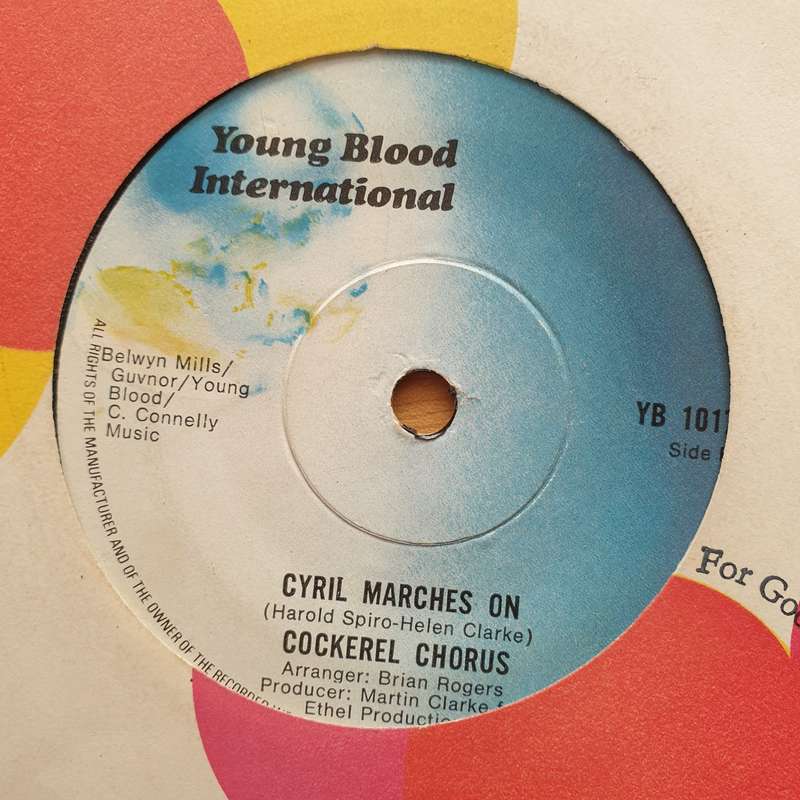 Young Blood
International
Belwyn Mills/
Guvnor/Young
Blood/
C. Connelly
Music
ALL RIGHTS OF THE MANUFACTURER AND OF THE OWNER OF THE RECORDED
YB 101
Side
For
CYRIL MARCHES ON
(Harold Spiro-Helen Clarke)
COCKEREL CHORUS
Arranger: Brian Rogers
Producer: Martin Clarke
Ethel